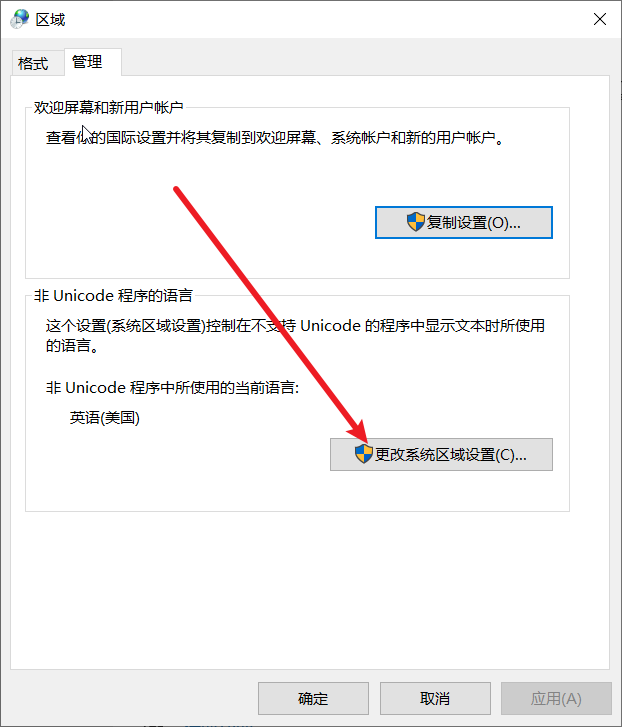 区域
格式
管理
欢迎屏幕和新用户帐户
查看你的国际设置并将其复制到欢迎屏幕、系统帐户和新的用户帐户。
复制设置(O)...
非 Unicode 程序的语言
这个设置(系统区域设置)控制在不支持 Unicode 的程序中显示文本时所使用
的语言。
非 Unicode 程序中所使用的当前语言:
英语(美国)
更改系统区域设置(C)...
确定
取消
应用(A)